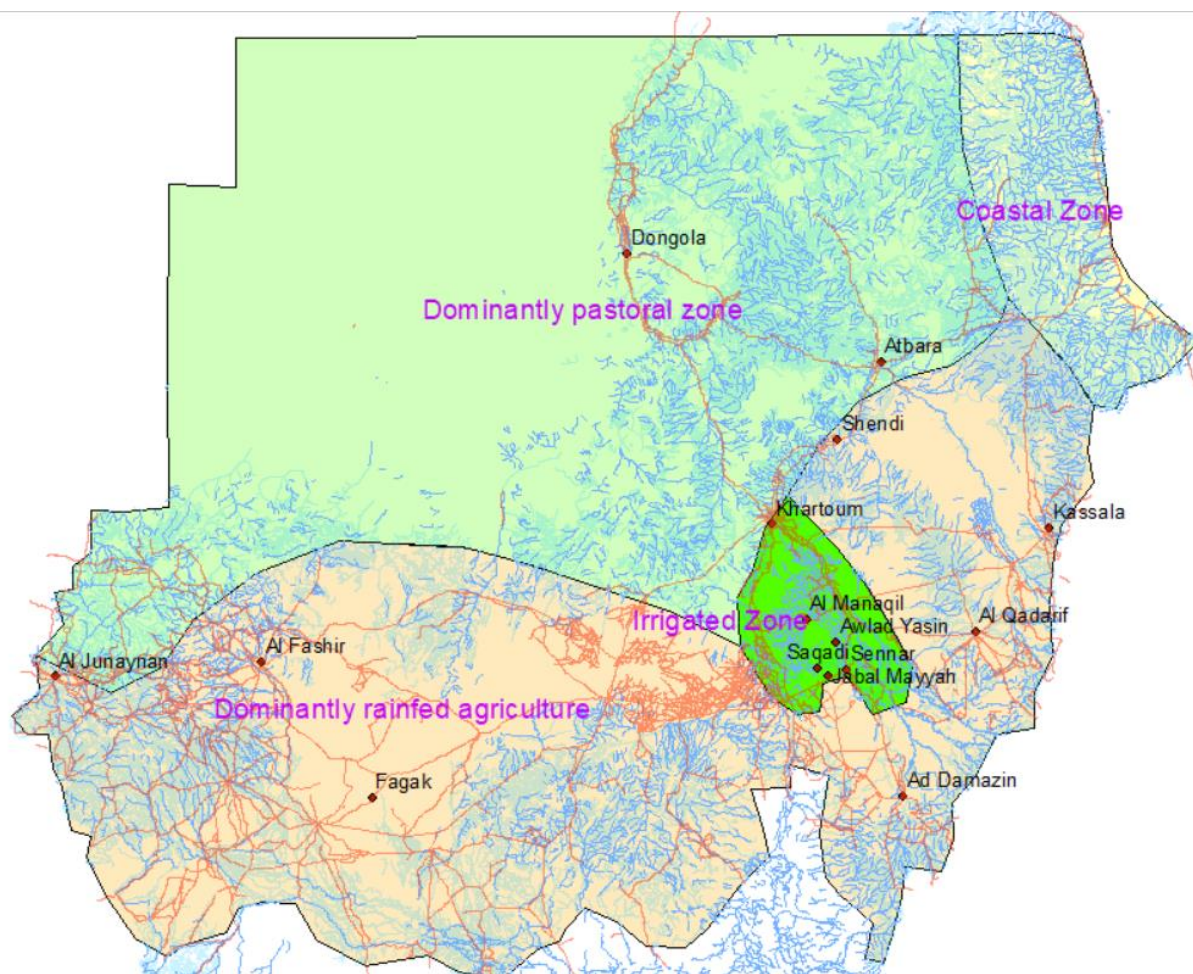 Coastal Zone
Dongola
Dominantly pastoral zone
Atbara
Shendi
Khartoum
Kassala
Al Manaqil
Irrigated Zone
Al Qadarif
Awlad Yasin
Al Fashir
Al Junaynan
Saqadi
Sennar
Jabal Mayyah
Dominantly rainfed agriculture
Fagak
Ad Damazin